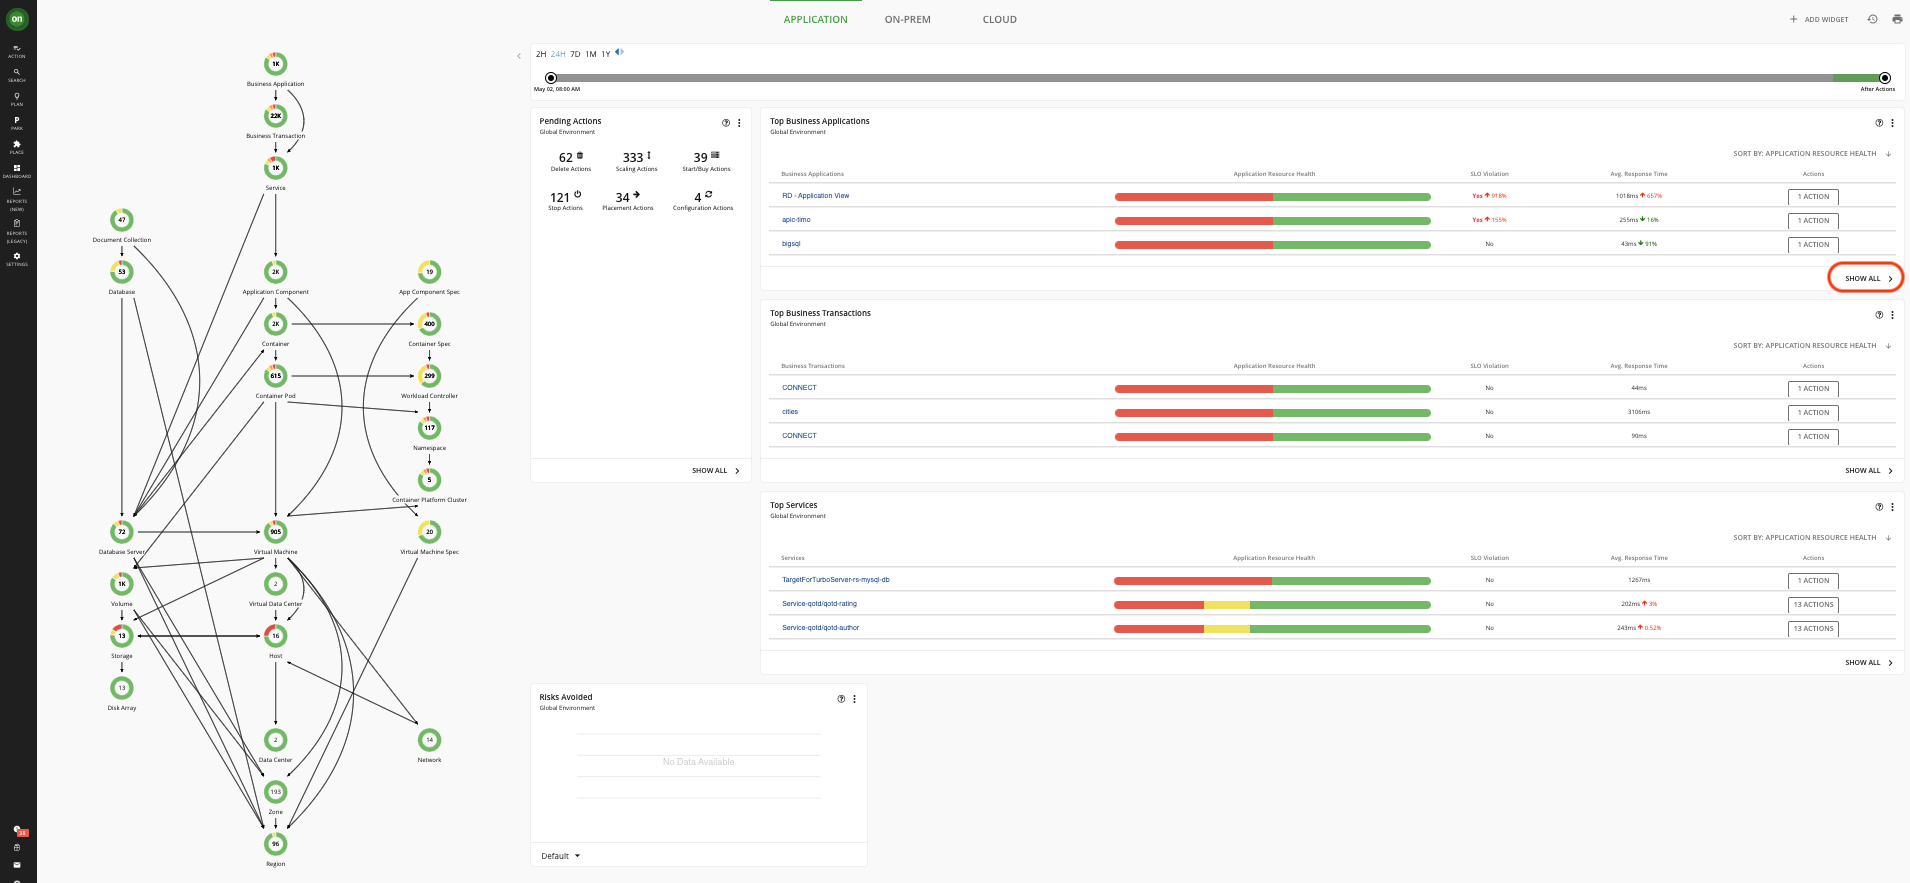 on
ACTION
SEARCH
PLAN
P
PARK
PLACE
DASHBOARD
REPORTS
(NEW)
REPORTS
(LEGACY)
SETTINGS
APPLICATION
ON-PREM
CLOUD
ADD WIDGET
1K
Business Application
22K
Business Transaction
1K
Service
47
Document Collection
53
Database
2K
Application Component
19
App Component Spec
2K
Container
400
Container Spec
615
Container Pod
299
Workload Controller
117
Namespace
5
Container Platform Cluster
72
Database Server
905
Virtual Machine
20
Virtual Machine Spec
1K
Volume
2
Virtual Data Center
13
Storage
16
Host
13
Disk Array
2
Data Center
14
Network
193
Zone
96
Region
2H 24H 7D 1M 1Y
May 02, 08:00 AM
After Actions
Pending Actions
Global Environment
62 333 39
Delete Actions Scaling Actions Start/Buy Actions
121 34 4
Stop Actions Placement Actions Configuration Actions
SHOW ALL
Top Business Applications
Global Environment
SORT BY: APPLICATION RESOURCE HEALTH
Business Applications Application Resource Health SLO Violation Avg. Response Time Actions
RD - Application View Yes 918% 1018ms 657% 1 ACTION
apic-timo Yes 155% 255ms 16% 1 ACTION
bigsql No 43ms 91% 1 ACTION
SHOW ALL
Top Business Transactions
Global Environment
SORT BY: APPLICATION RESOURCE HEALTH
Business Transactions Application Resource Health SLO Violation Avg. Response Time Actions
CONNECT No 44ms 1 ACTION
cities No 3106ms 1 ACTION
CONNECT No 90ms 1 ACTION
SHOW ALL
Top Services
Global Environment
SORT BY: APPLICATION RESOURCE HEALTH
Services Application Resource Health SLO Violation Avg. Response Time Actions
TargetForTurboServer-rs-mysql-db No 1267ms 1 ACTION
Service-qotd/qotd-rating No 202ms 3% 13 ACTIONS
Service-qotd/qotd-author No 243ms 0.52% 13 ACTIONS
SHOW ALL
Risks Avoided
Global Environment
No Data Available
Default